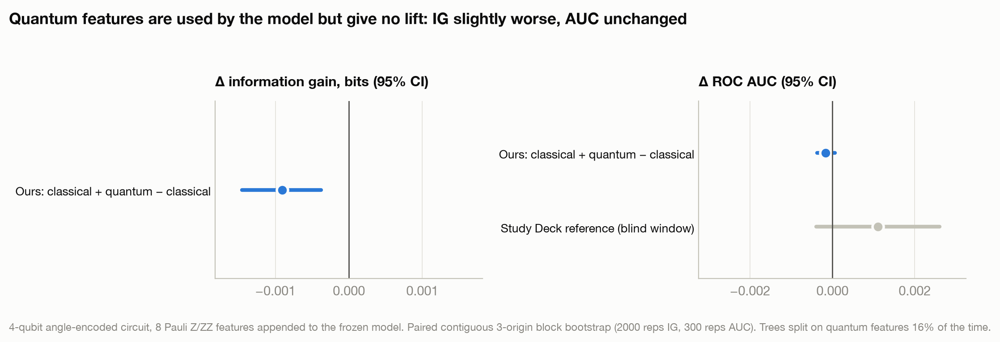 Quantum features are used by the model but give no lift: IG slightly worse, AUC unchanged
Δ information gain, bits (95% CI)
Ours: classical + quantum − classical
−0.001
0.000
0.001
Δ ROC AUC (95% CI)
Ours: classical + quantum − classical
Study Deck reference (blind window)
−0.002
0.000
0.002
4-qubit angle-encoded circuit, 8 Pauli Z/ZZ features appended to the frozen model. Paired contiguous 3-origin block bootstrap (2000 reps IG, 300 reps AUC). Trees split on quantum features 16% of the time.